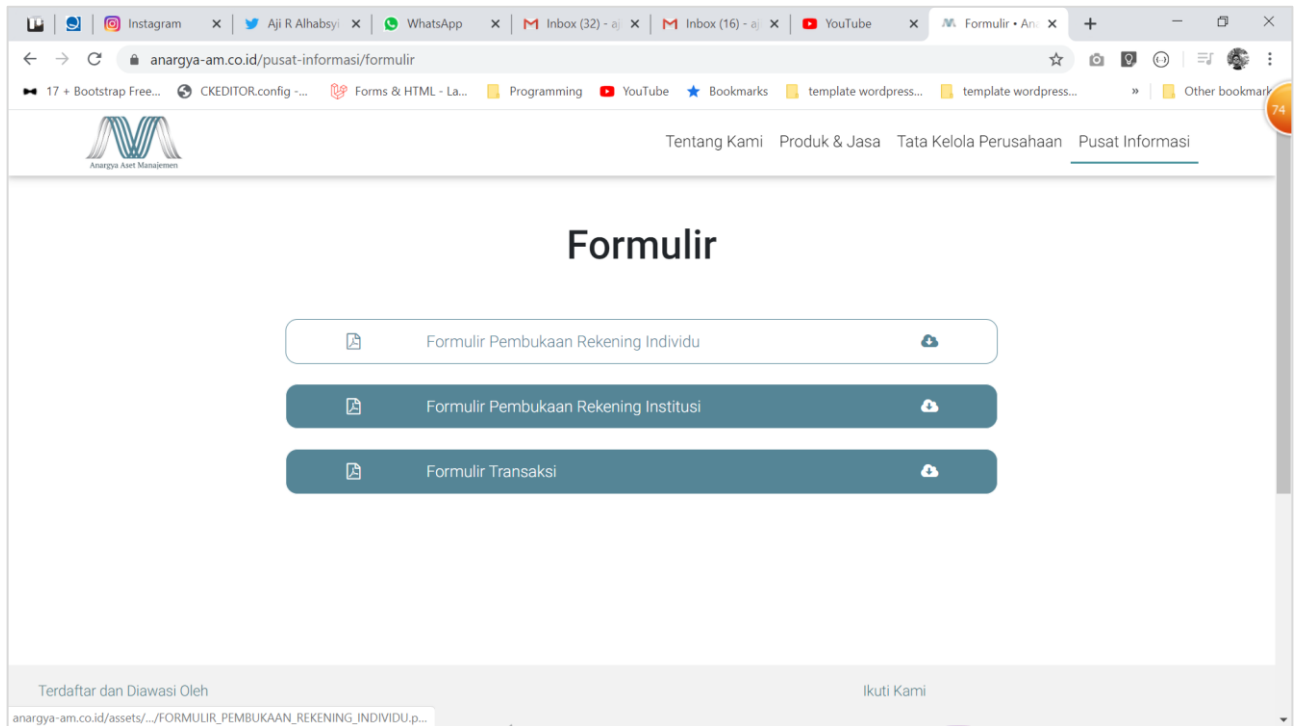 Instagram
Aji R Alhabsyi
WhatsApp
Inbox (32) - aj
Inbox (16) - aj
YouTube
Formulir • Ana
anargya-am.co.id/pusat-informasi/formulir
17 + Bootstrap Free...
CKEDITOR.config -...
Forms & HTML - La...
Programming
YouTube
Bookmarks
template wordpress...
template wordpress...
»
Other bookmark
74
Anargya Aset Manajemen
Tentang Kami
Produk & Jasa
Tata Kelola Perusahaan
Pusat Informasi
Formulir
Formulir Pembukaan Rekening Individu
Formulir Pembukaan Rekening Institusi
Formulir Transaksi
Terdaftar dan Diawasi Oleh
Ikuti Kami
anargya-am.co.id/assets/.../FORMULIR_PEMBUKAAN_REKENING_INDIVIDU.p...